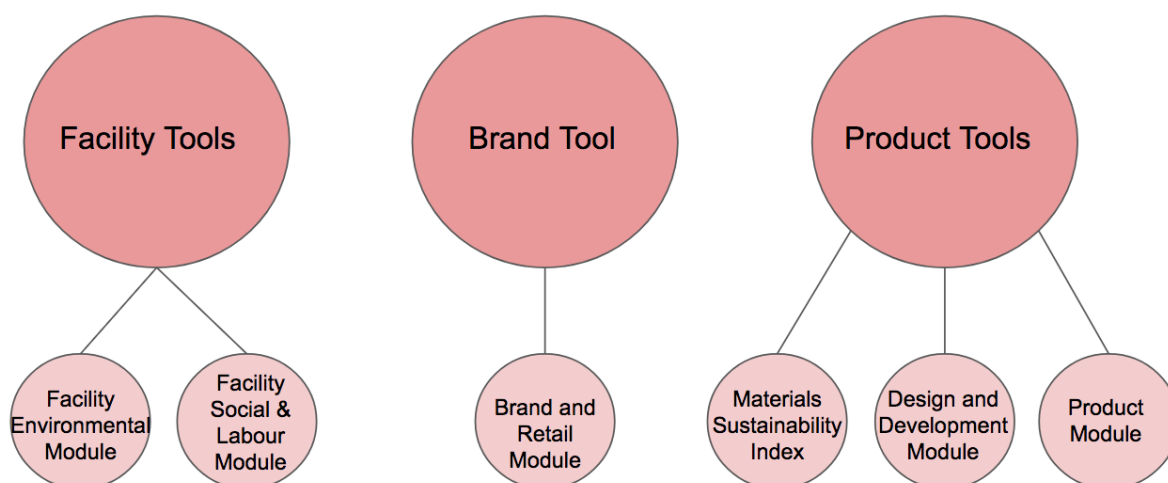 Facility Tools
Brand Tool
Product Tools
Facility
Environmental
Module
Facility
Social &
Labour
Module
Brand and
Retail
Module
Materials
Sustainability
Index
Design and
Development
Module
Product
Module